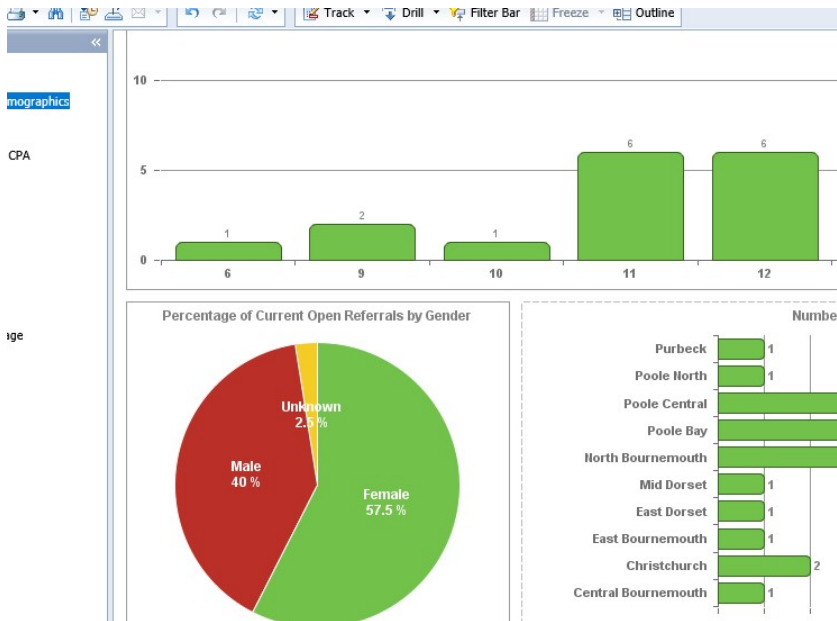 Track Drill Filter Bar Freeze Outline
«
mographics
CPA
age
10
5
0
1
2
1
6
6
6
9
10
11
12
Percentage of Current Open Referrals by Gender
Unknown
2.5 %
Male
40 %
Female
57.5 %
Numbe
Purbeck 1
Poole North 1
Poole Central
Poole Bay
North Bournemouth
Mid Dorset 1
East Dorset 1
East Bournemouth 1
Christchurch 2
Central Bournemouth 1